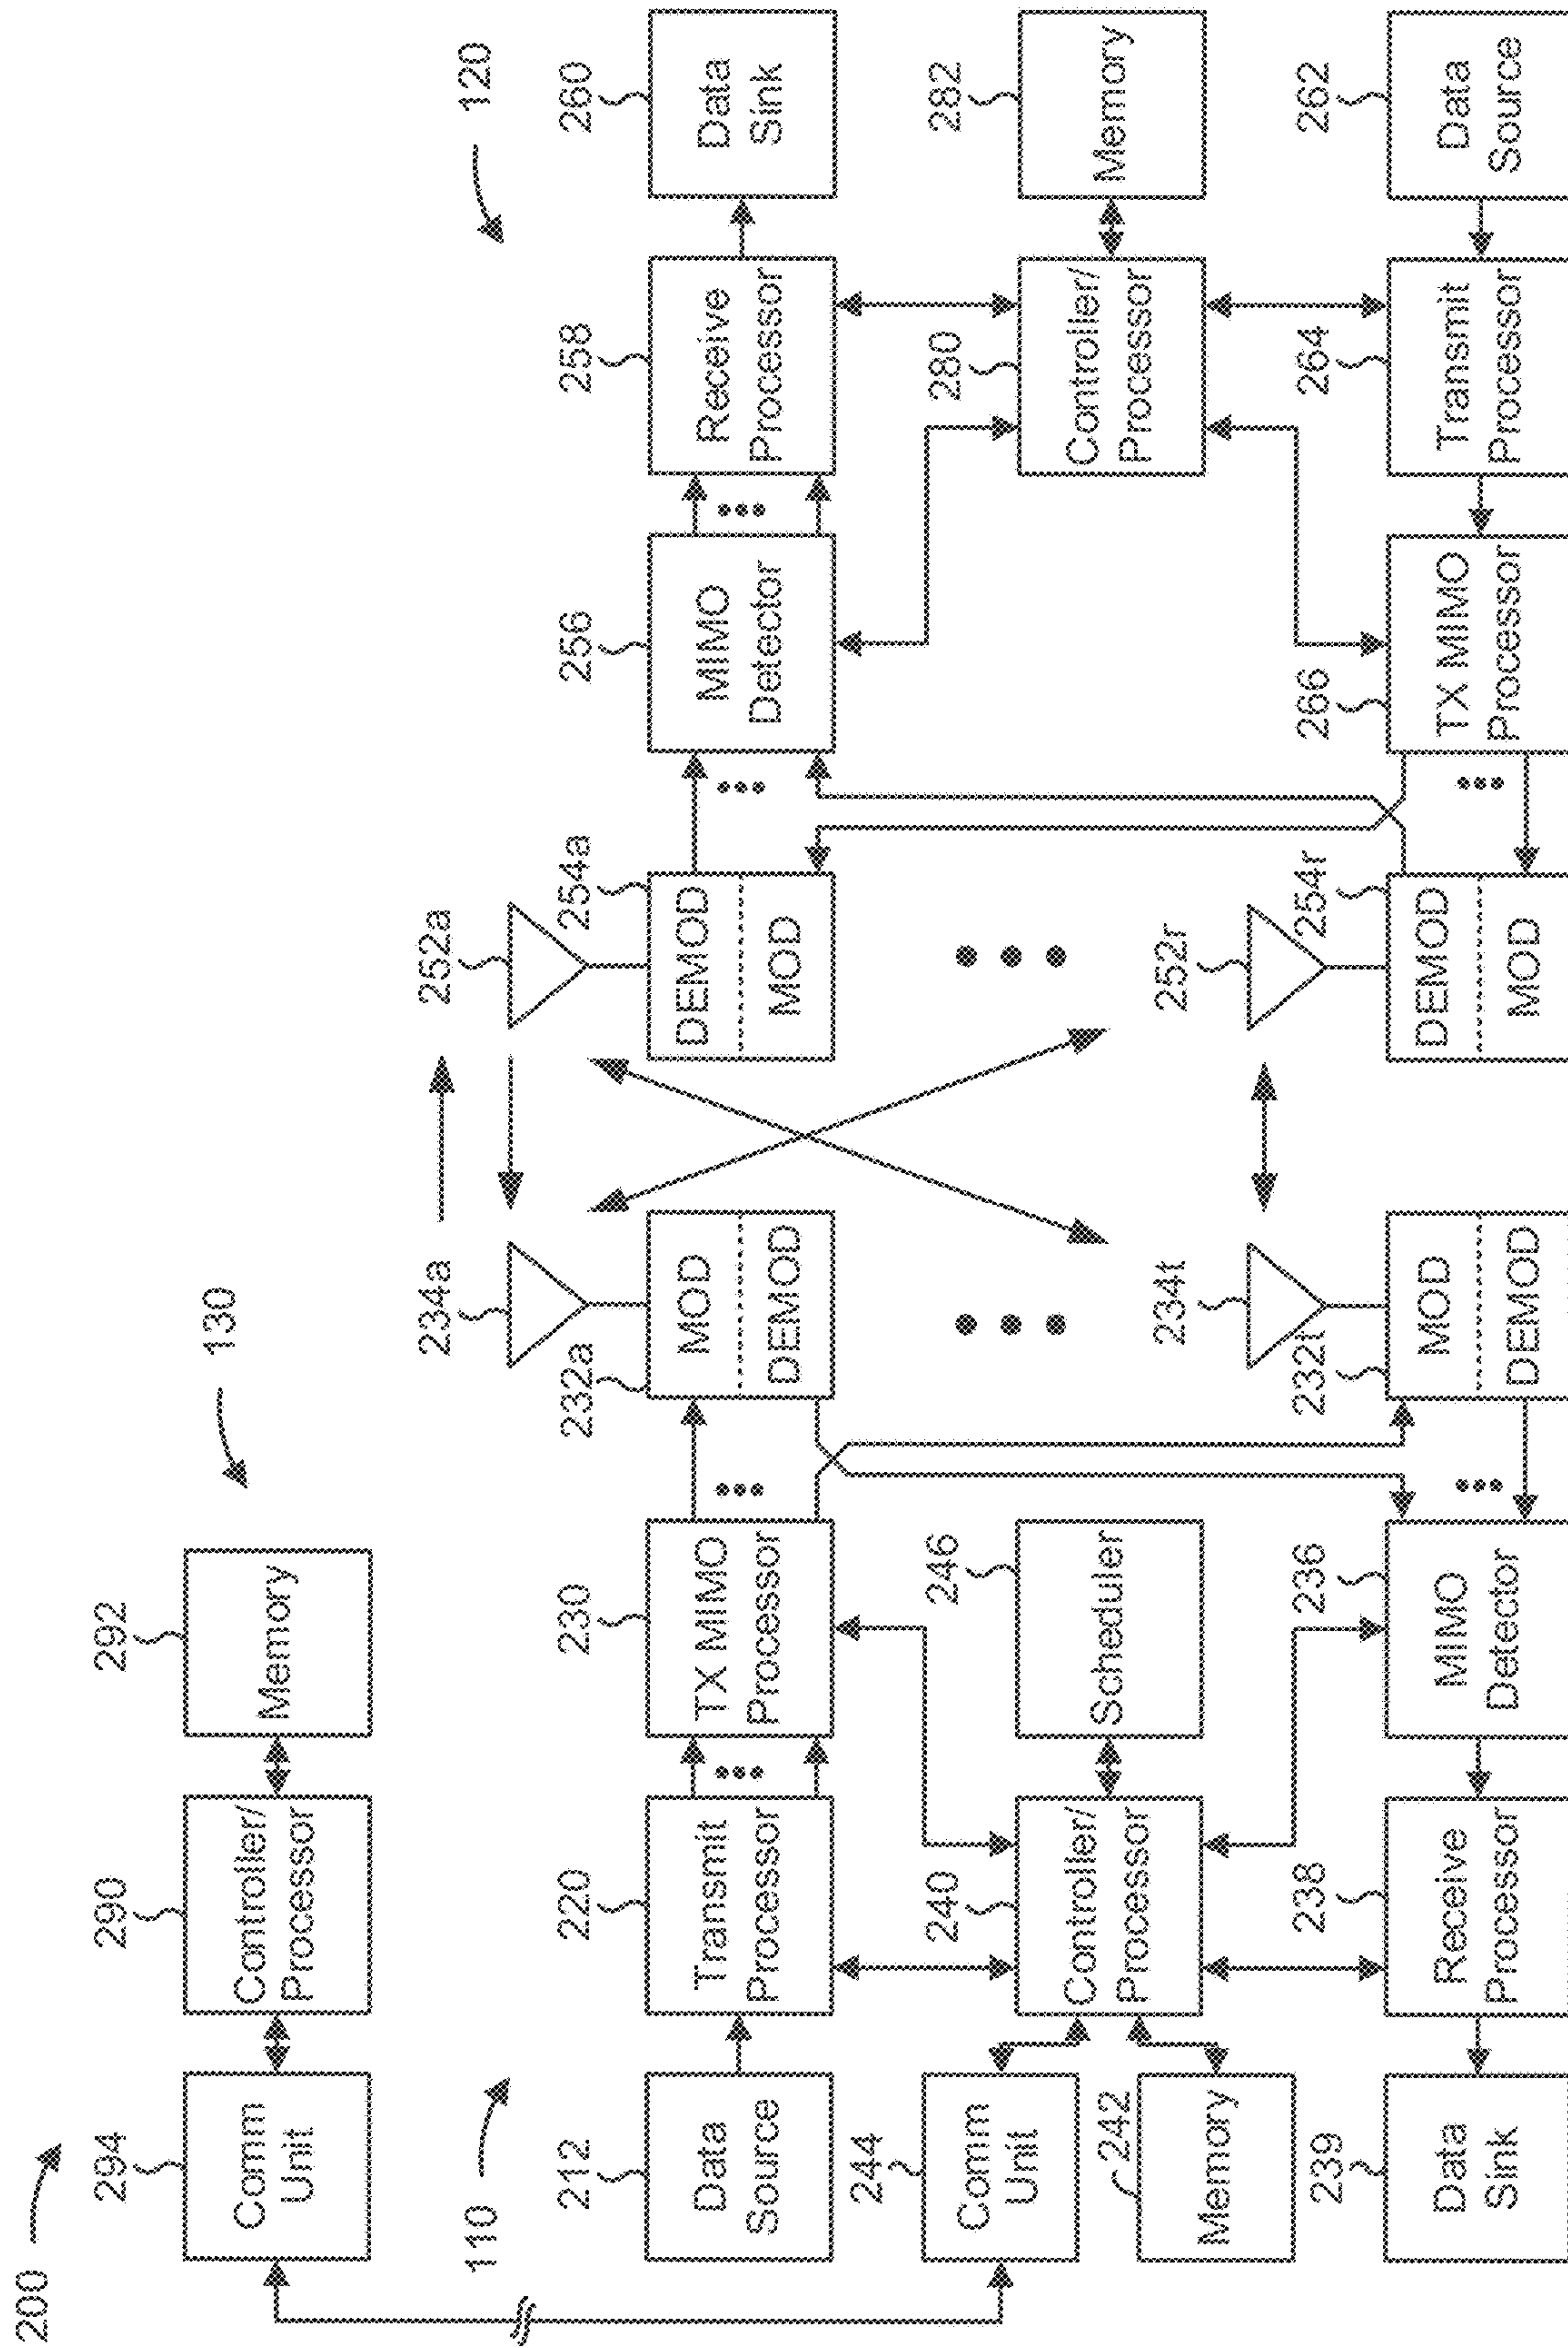 200
294
Comm
Unit
290
Controller/
Processor
292
Memory
130
110
120
212
Data
Source
220
Transmit
Processor
230
TX MIMO
Processor
232a
MOD
DEMOD
234a
252a
254a
DEMOD
MOD
256
MIMO
Detector
258
Receive
Processor
260
Data
Sink
244
Comm
Unit
242
Memory
240
Controller/
Processor
246
Scheduler
280
Controller/
Processor
282
Memory
239
Data
Sink
238
Receive
Processor
236
MIMO
Detector
232t
MOD
DEMOD
234t
252r
254r
DEMOD
MOD
266
TX MIMO
Processor
264
Transmit
Processor
262
Data
Source